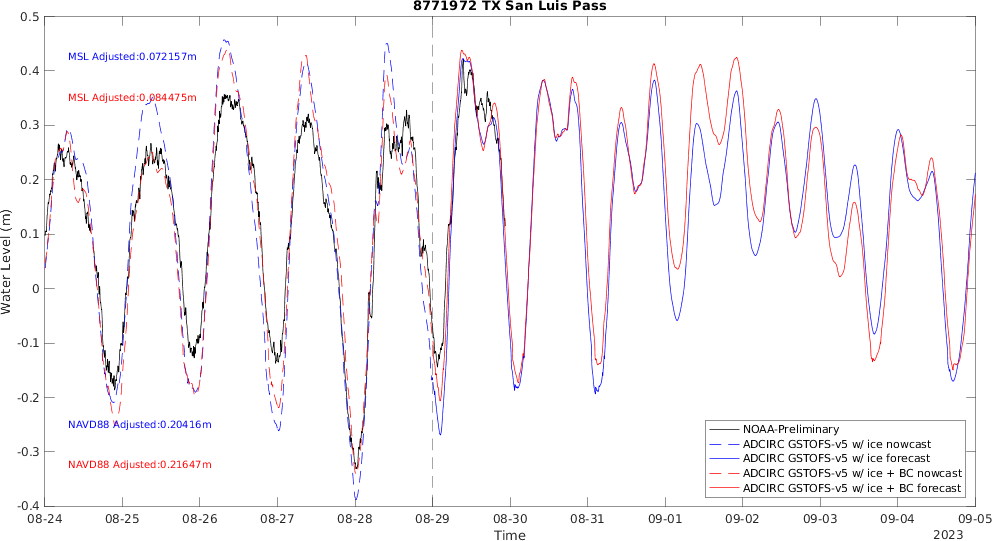 8771972 TX San Luis Pass
Water Level (m)
0.5
0.4
0.3
0.2
0.1
0
-0.1
-0.2
-0.3
-0.4
MSL Adjusted:0.072157m
MSL Adjusted:0.084475m
NAVD88 Adjusted:0.20416m
NAVD88 Adjusted:0.21647m
NOAA-Preliminary
ADCIRC GSTOFS-v5 w/ ice nowcast
ADCIRC GSTOFS-v5 w/ ice forecast
ADCIRC GSTOFS-v5 w/ ice + BC nowcast
ADCIRC GSTOFS-v5 w/ ice + BC forecast
08-24 08-25 08-26 08-27 08-28 08-29 08-30 08-31 09-01 09-02 09-03 09-04 09-05
Time
2023